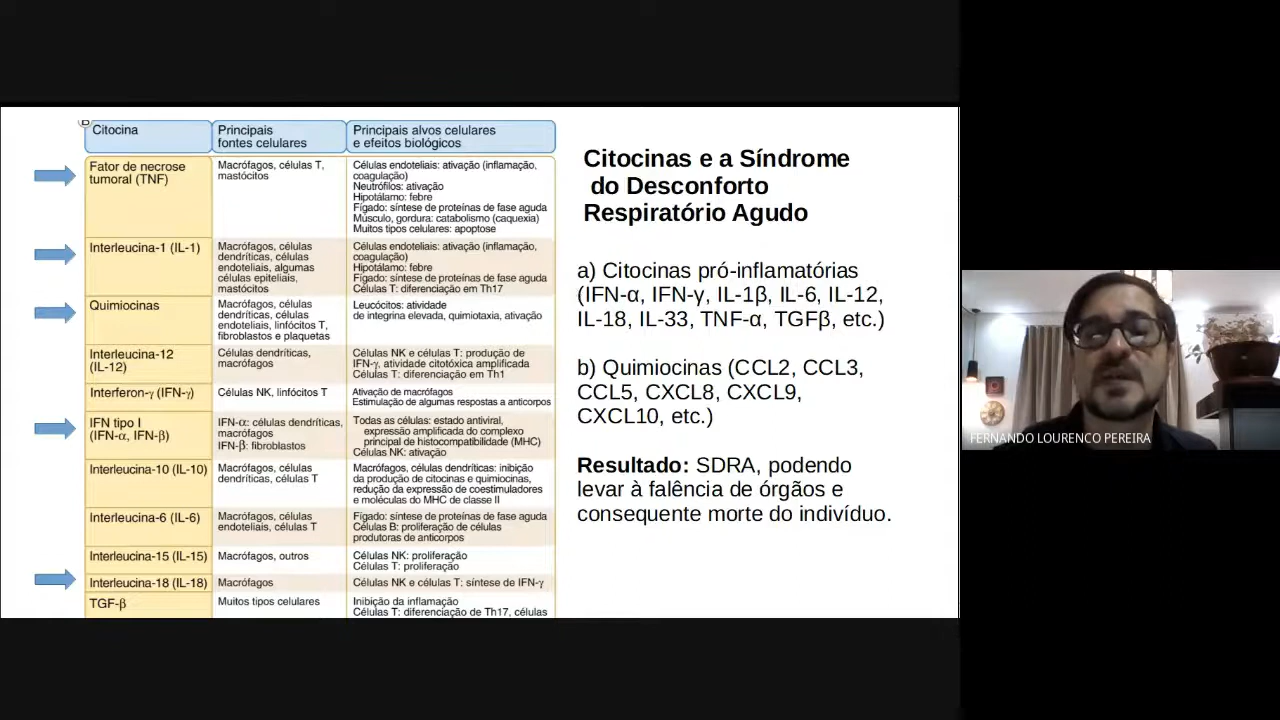 Citocina
Principais
fontes celulares
Principais alvos celulares
e efeitos biológicos
Fator de necrose
tumoral (TNF)
Macrófagos, células T,
mastócitos
Células endoteliais: ativação (inflamação,
coagulação)
Neutrófilos: ativação
Hipotálamo: febre
Fígado: síntese de proteínas de fase aguda
Músculo, gordura: catabolismo (caquexia)
Muitos tipos celulares: apoptose
Interleucina-1 (IL-1)
Macrófagos, células
dendríticas, células
endoteliais, algumas
células epiteliais,
mastócitos
Células endoteliais: ativação (inflamação,
coagulação)
Hipotálamo: febre
Fígado: síntese de proteínas de fase aguda
Células T: diferenciação em Th17
Quimiocinas
Macrófagos, células
dendríticas, células
endoteliais, linfócitos T,
fibroblastos e plaquetas
Leucócitos: atividade
de integrina elevada, quimiotaxia, ativação
Interleucina-12
(IL-12)
Células dendríticas,
macrófagos
Células NK e células T: produção de
IFN-γ, atividade citotóxica amplificada
Células T: diferenciação em Th1
Interferon-γ (IFN-γ)
Células NK, linfócitos T
Ativação de macrófagos
Estimulação de algumas respostas a anticorpos
IFN tipo I
(IFN-α, IFN-β)
IFN-α: células dendríticas,
macrófagos
IFN-β: fibroblastos
Todas as células: estado antiviral,
expressão amplificada do complexo
principal de histocompatibilidade (MHC)
Células NK: ativação
Interleucina-10 (IL-10)
Macrófagos, células
dendríticas, células T
Macrófagos, células dendríticas: inibição
da produção de citocinas e quimiocinas,
redução da expressão de coestimuladores
e moléculas do MHC de classe II
Interleucina-6 (IL-6)
Macrófagos, células
endoteliais, células T
Fígado: síntese de proteínas de fase aguda
Células B: proliferação de células
produtoras de anticorpos
Interleucina-15 (IL-15)
Macrófagos, outros
Células NK: proliferação
Células T: proliferação
Interleucina-18 (IL-18)
Macrófagos
Células NK e células T: síntese de IFN-γ
TGF-β
Muitos tipos celulares
Inibição da inflamação
Células T: diferenciação de Th17, células
Citocinas e a Síndrome
do Desconforto
Respiratório Agudo
a) Citocinas pró-inflamatórias
(IFN-α, IFN-γ, IL-1β, IL-6, IL-12,
IL-18, IL-33, TNF-α, TGFβ, etc.)
b) Quimiocinas (CCL2, CCL3,
CCL5, CXCL8, CXCL9,
CXCL10, etc.)
Resultado: SDRA, podendo
levar à falência de órgãos e
consequente morte do indivíduo.
FERNANDO LOURENCO PEREIRA